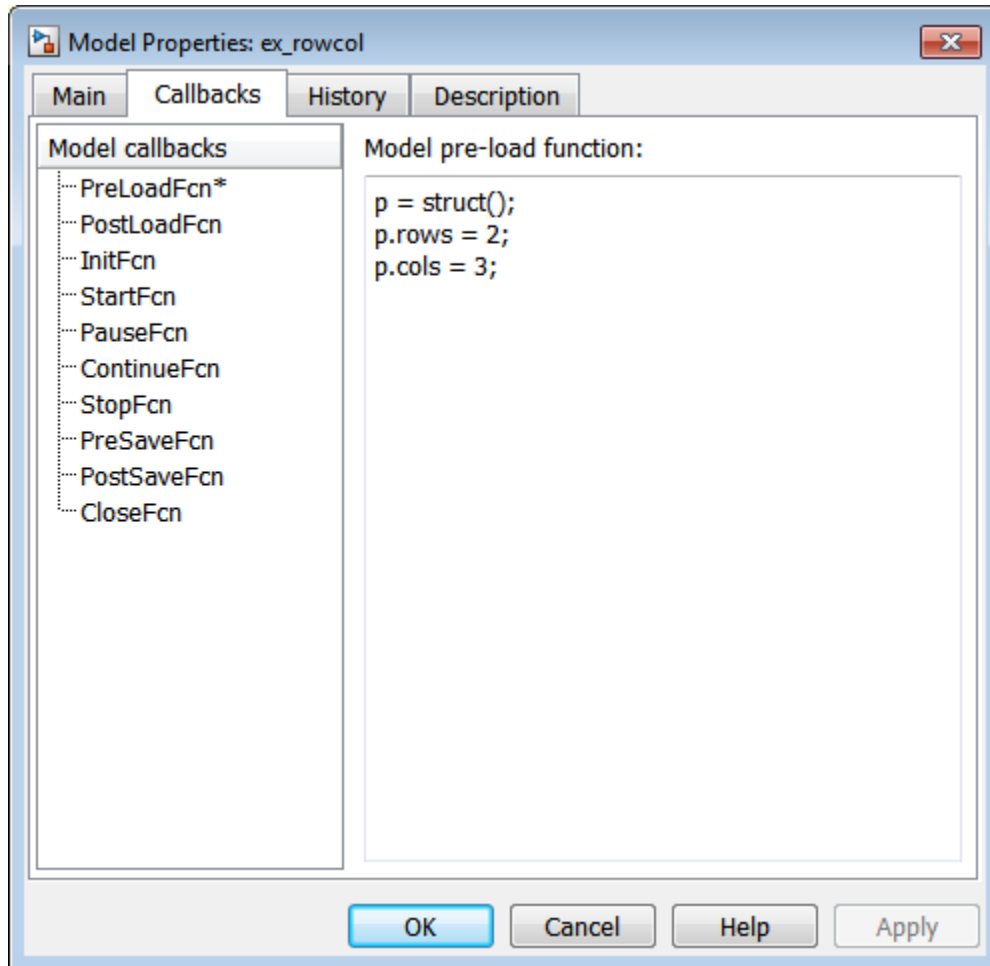 Model Properties: ex_rowcol
Main Callbacks History Description
Model callbacks
PreLoadFcn*
PostLoadFcn
InitFcn
StartFcn
PauseFcn
ContinueFcn
StopFcn
PreSaveFcn
PostSaveFcn
CloseFcn
Model pre-load function:
p = struct();
p.rows = 2;
p.cols = 3;
OK Cancel Help Apply